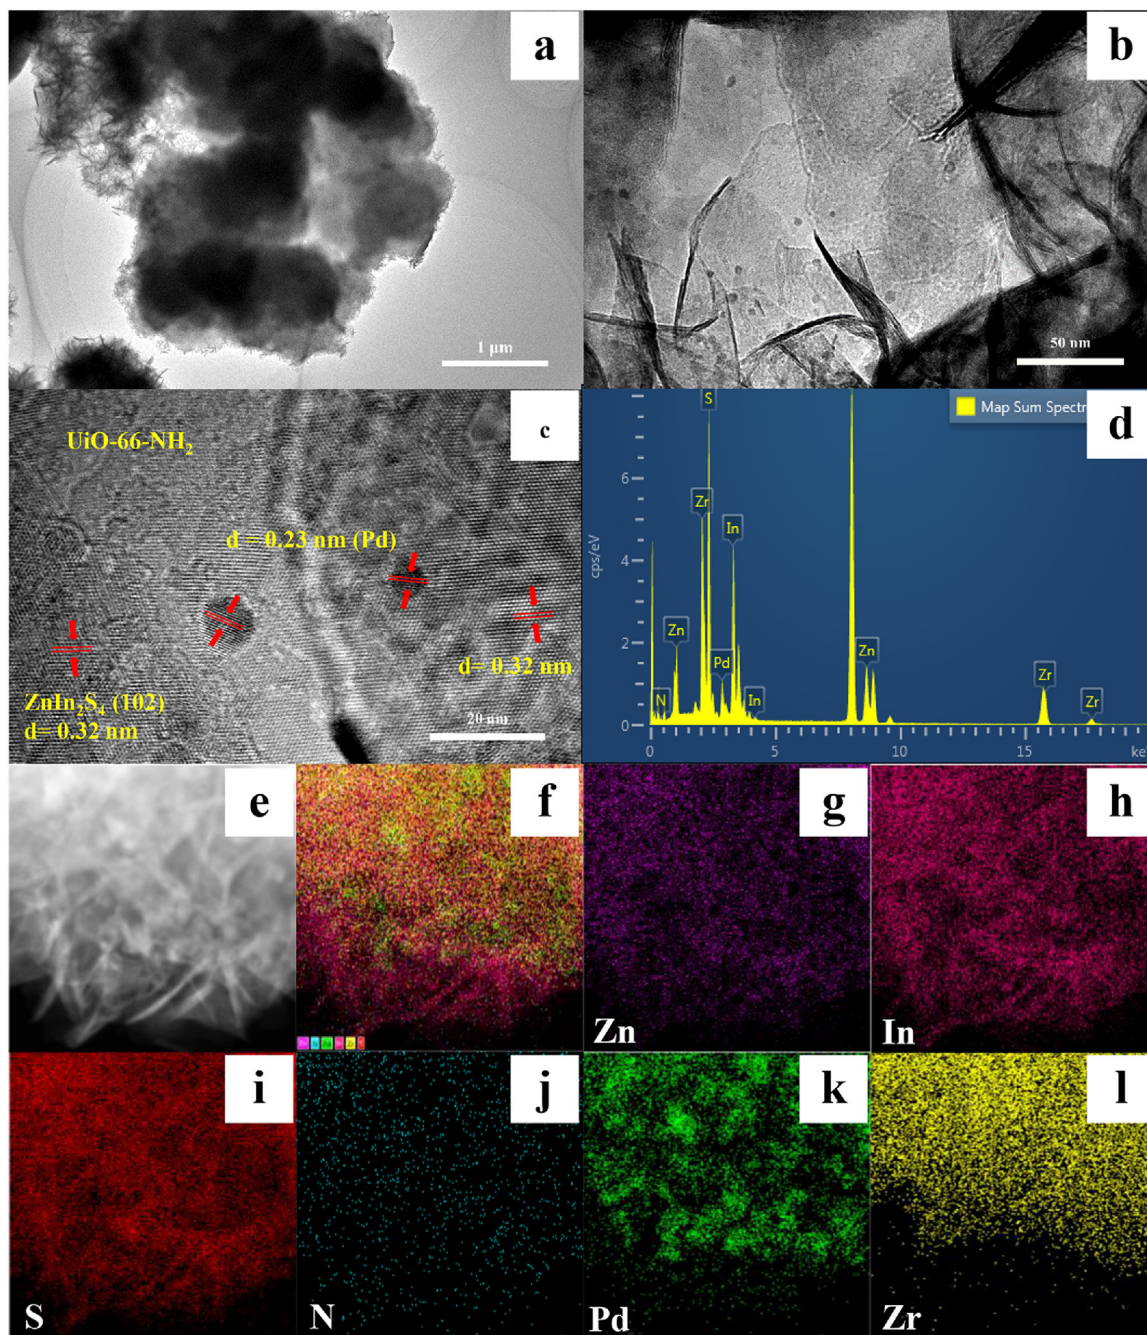 a
1 μm
b
50 nm
UiO-66-NH₂
c
d = 0.23 nm (Pd)
d= 0.32 nm
ZnIn₂S₄ (102)
d= 0.32 nm
20 nm
Map Sum Spectr
d
cps/eV
6
4
2
0
S
Zr
In
Zn
Pd
N
In
Zn
Zr
Zr
0
5
10
15
ke
e
f
g
Zn
h
In
i
S
j
N
k
Pd
l
Zr